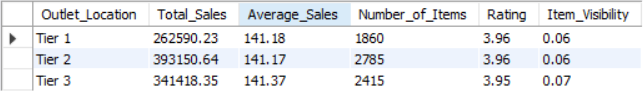 Outlet_Location Total_Sales Average_Sales Number_of_Items Rating Item_Visibility
Tier 1 262590.23 141.18 1860 3.96 0.06
Tier 2 393150.64 141.17 2785 3.96 0.06
Tier 3 341418.35 141.37 2415 3.95 0.07